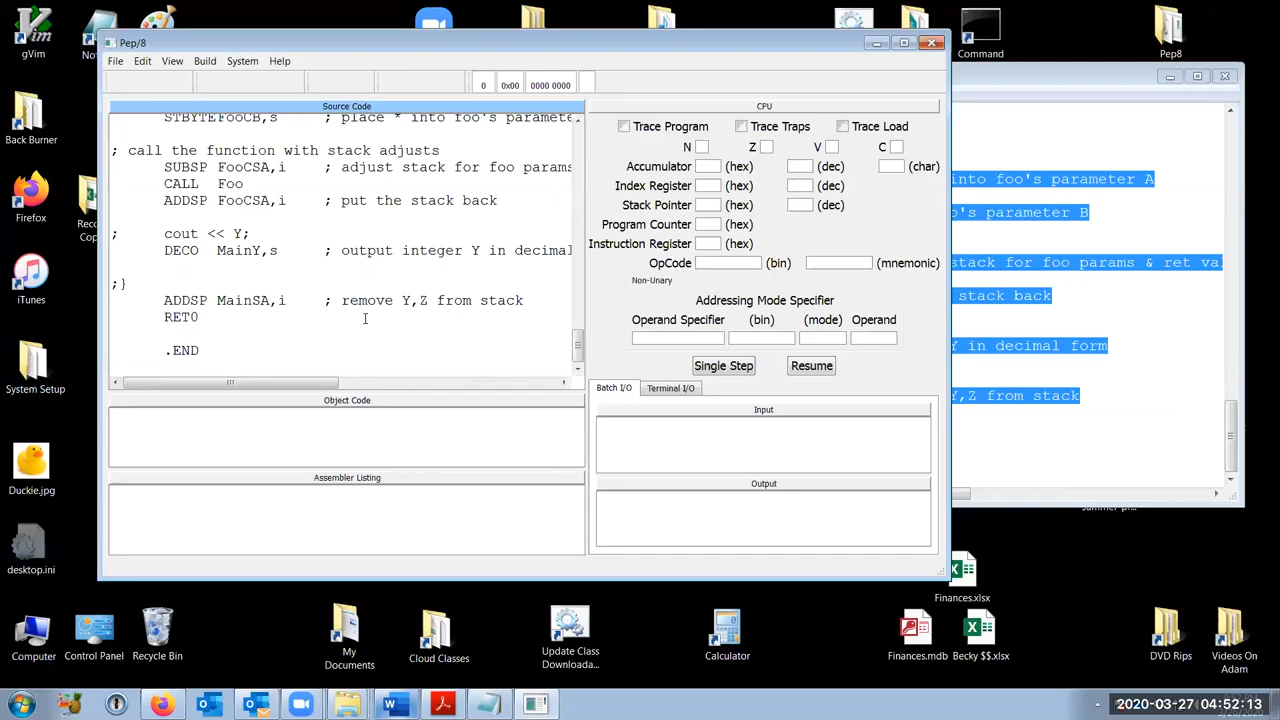 gVim
Command
Pep8
Back Burner
Firefox
iTunes
System Setup
Duckie.jpg
desktop.ini
Pep/8
File Edit View Build System Help
0 0x00 0000 0000
Source Code
STBYTEFooCB,s ; place * into foo's paramete
; call the function with stack adjusts
SUBSP FooCSA,i ; adjust stack for foo params
CALL Foo
ADDSP FooCSA,i ; put the stack back
; cout << Y;
DECO MainY,s ; output integer Y in decimal
;}
ADDSP MainSA,i ; remove Y,Z from stack
RET0
.END
Object Code
Assembler Listing
CPU
Trace Program Trace Traps Trace Load
N Z V C
Accumulator (hex) (dec) (char)
Index Register (hex) (dec)
Stack Pointer (hex) (dec)
Program Counter (hex)
Instruction Register (hex)
OpCode (bin) (mnemonic)
Non-Unary
Addressing Mode Specifier
Operand Specifier (bin) (mode) Operand
Single Step Resume
Batch I/O Terminal I/O
Input
Output
into foo's parameter A
o's parameter B
stack for foo params & ret val
stack back
Y in decimal form
Y,Z from stack
Finances.xlsx
Computer
Control Panel
Recycle Bin
My Documents
Cloud Classes
Update Class Downloada...
Calculator
Finances.mdb
Becky $$.xlsx
DVD Rips
Videos On Adam
2020-03-27 04:52:13